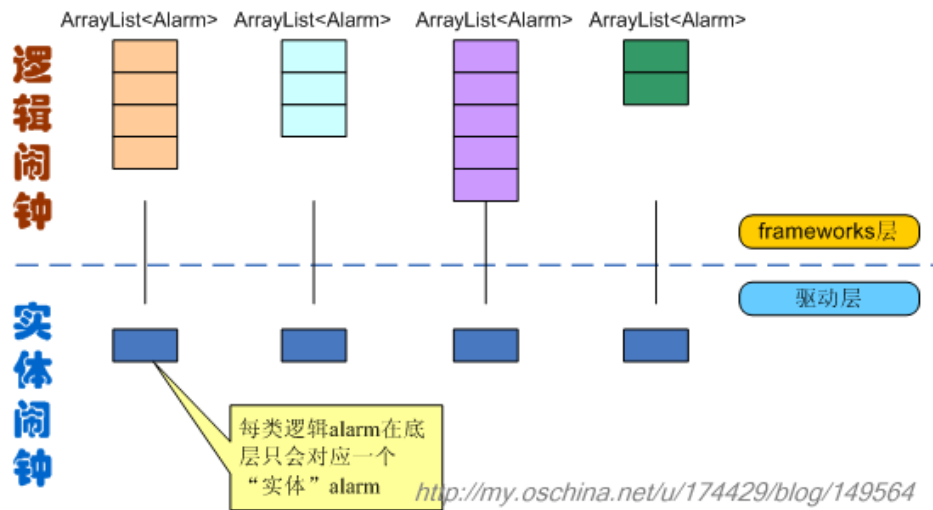 ArrayList<Alarm> ArrayList<Alarm> ArrayList<Alarm> ArrayList<Alarm>
逻辑闹钟
frameworks层
驱动层
实体闹钟
每类逻辑alarm在底
层只会对应一个
“实体”alarm
http://my.oschina.net/u/174429/blog/149564